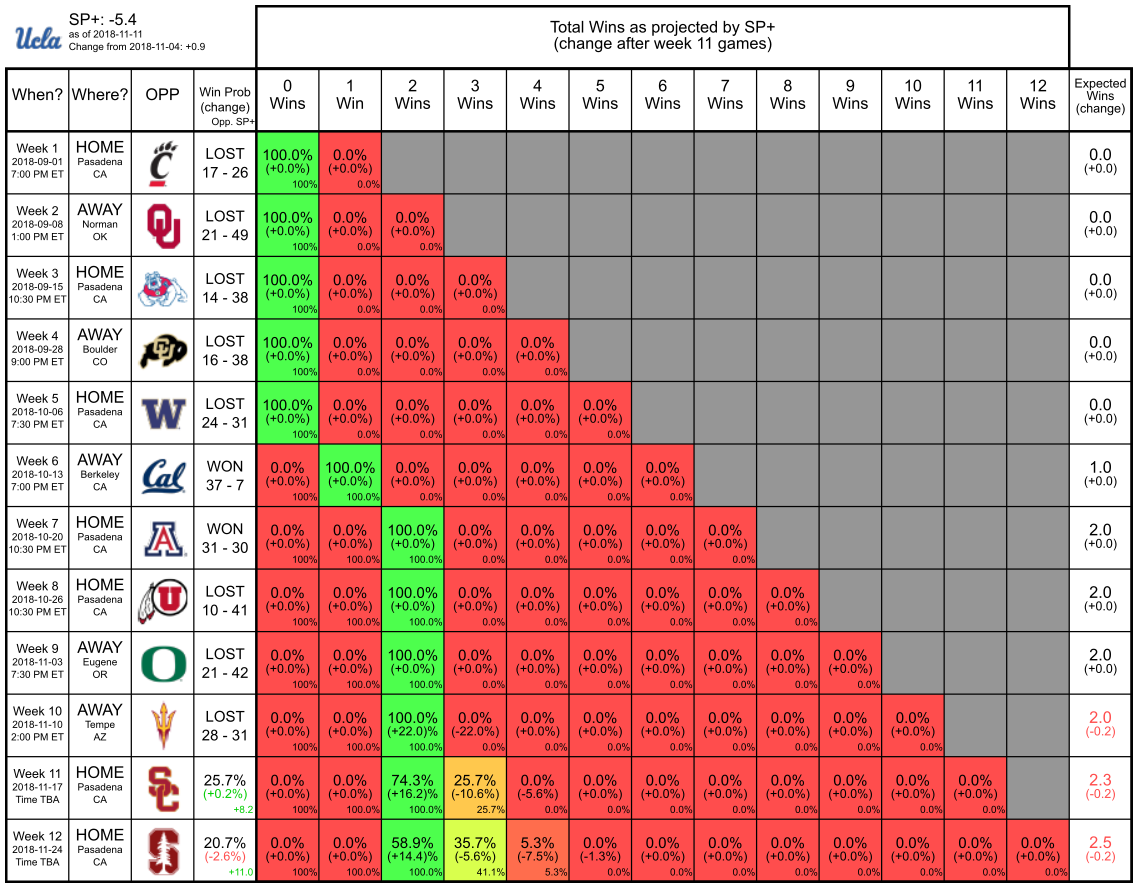 Ucla
SP+: -5.4
as of 2018-11-11
Change from 2018-11-04: +0.9
Total Wins as projected by SP+
(change after week 11 games)
When? Where? OPP Win Prob (change) Opp. SP+ 0 Wins 1 Win 2 Wins 3 Wins 4 Wins 5 Wins 6 Wins 7 Wins 8 Wins 9 Wins 10 Wins 11 Wins 12 Wins Expected Wins (change)
Week 1 HOME LOST 100.0% 0.0% 0.0
2018-09-01 Pasadena C (+0.0%) (+0.0%) (+0.0)
7:00 PM ET CA 17 - 26 100% 0.0%
Week 2 AWAY LOST 100.0% 0.0% 0.0% 0.0
2018-09-08 Norman OU (+0.0%) (+0.0%) (+0.0%) (+0.0)
1:00 PM ET OK 21 - 49 100% 0.0% 0.0%
Week 3 HOME LOST 100.0% 0.0% 0.0% 0.0% 0.0
2018-09-15 Pasadena (+0.0%) (+0.0%) (+0.0%) (+0.0%) (+0.0)
10:30 PM ET CA 14 - 38 100% 0.0% 0.0% 0.0%
Week 4 AWAY LOST 100.0% 0.0% 0.0% 0.0% 0.0% 0.0
2018-09-28 Boulder CU (+0.0%) (+0.0%) (+0.0%) (+0.0%) (+0.0%) (+0.0)
9:00 PM ET CO 16 - 38 100% 0.0% 0.0% 0.0% 0.0%
Week 5 HOME LOST 100.0% 0.0% 0.0% 0.0% 0.0% 0.0% 0.0
2018-10-06 Pasadena W (+0.0%) (+0.0%) (+0.0%) (+0.0%) (+0.0%) (+0.0%) (+0.0)
7:30 PM ET CA 24 - 31 100% 0.0% 0.0% 0.0% 0.0% 0.0%
Week 6 AWAY WON 0.0% 100.0% 0.0% 0.0% 0.0% 0.0% 0.0% 1.0
2018-10-13 Berkeley Cal (+0.0%) (+0.0%) (+0.0%) (+0.0%) (+0.0%) (+0.0%) (+0.0%) (+0.0)
7:00 PM ET CA 37 - 7 100% 100.0% 0.0% 0.0% 0.0% 0.0% 0.0%
Week 7 HOME WON 0.0% 0.0% 100.0% 0.0% 0.0% 0.0% 0.0% 0.0% 2.0
2018-10-20 Pasadena A (+0.0%) (+0.0%) (+0.0%) (+0.0%) (+0.0%) (+0.0%) (+0.0%) (+0.0%) (+0.0)
10:30 PM ET CA 31 - 30 100% 100.0% 100.0% 0.0% 0.0% 0.0% 0.0% 0.0%
Week 8 HOME LOST 0.0% 0.0% 100.0% 0.0% 0.0% 0.0% 0.0% 0.0% 0.0% 2.0
2018-10-26 Pasadena U (+0.0%) (+0.0%) (+0.0%) (+0.0%) (+0.0%) (+0.0%) (+0.0%) (+0.0%) (+0.0%) (+0.0)
10:30 PM ET CA 10 - 41 100% 100.0% 100.0% 0.0% 0.0% 0.0% 0.0% 0.0% 0.0%
Week 9 AWAY LOST 0.0% 0.0% 100.0% 0.0% 0.0% 0.0% 0.0% 0.0% 0.0% 0.0% 2.0
2018-11-03 Eugene O (+0.0%) (+0.0%) (+0.0%) (+0.0%) (+0.0%) (+0.0%) (+0.0%) (+0.0%) (+0.0%) (+0.0%) (+0.0)
7:30 PM ET OR 21 - 42 100% 100.0% 100.0% 0.0% 0.0% 0.0% 0.0% 0.0% 0.0% 0.0%
Week 10 AWAY LOST 0.0% 0.0% 100.0% 0.0% 0.0% 0.0% 0.0% 0.0% 0.0% 0.0% 0.0% 2.0
2018-11-10 Tempe (+0.0%) (+0.0%) (+22.0)% (-22.0%) (+0.0%) (+0.0%) (+0.0%) (+0.0%) (+0.0%) (+0.0%) (+0.0%) (-0.2)
2:00 PM ET AZ 28 - 31 100% 100.0% 100.0% 0.0% 0.0% 0.0% 0.0% 0.0% 0.0% 0.0% 0.0%
Week 11 HOME 25.7% 0.0% 0.0% 74.3% 25.7% 0.0% 0.0% 0.0% 0.0% 0.0% 0.0% 0.0% 0.0% 2.3
2018-11-17 Pasadena SC (+0.2%) (+0.0%) (+0.0%) (+16.2)% (-10.6%) (-5.6%) (+0.0%) (+0.0%) (+0.0%) (+0.0%) (+0.0%) (+0.0%) (+0.0%) (-0.2)
Time TBA CA +8.2 100% 100.0% 100.0% 25.7% 0.0% 0.0% 0.0% 0.0% 0.0% 0.0% 0.0% 0.0%
Week 12 HOME 20.7% 0.0% 0.0% 58.9% 35.7% 5.3% 0.0% 0.0% 0.0% 0.0% 0.0% 0.0% 0.0% 0.0% 2.5
2018-11-24 Pasadena S (-2.6%) (+0.0%) (+0.0%) (+14.4)% (-5.6%) (-7.5%) (-1.3%) (+0.0%) (+0.0%) (+0.0%) (+0.0%) (+0.0%) (+0.0%) (+0.0%) (-0.2)
Time TBA CA +11.0 100% 100.0% 100.0% 41.1% 5.3% 0.0% 0.0% 0.0% 0.0% 0.0% 0.0% 0.0% 0.0%